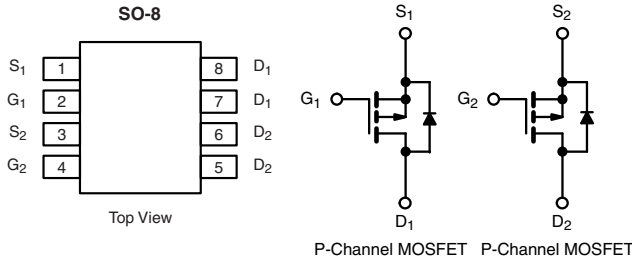 SO-8
S1 1 8 D1
G1 2 7 D1
S2 3 6 D2
G2 4 5 D2
Top View
S1
G1
D1
P-Channel MOSFET
S2
G2
D2
P-Channel MOSFET